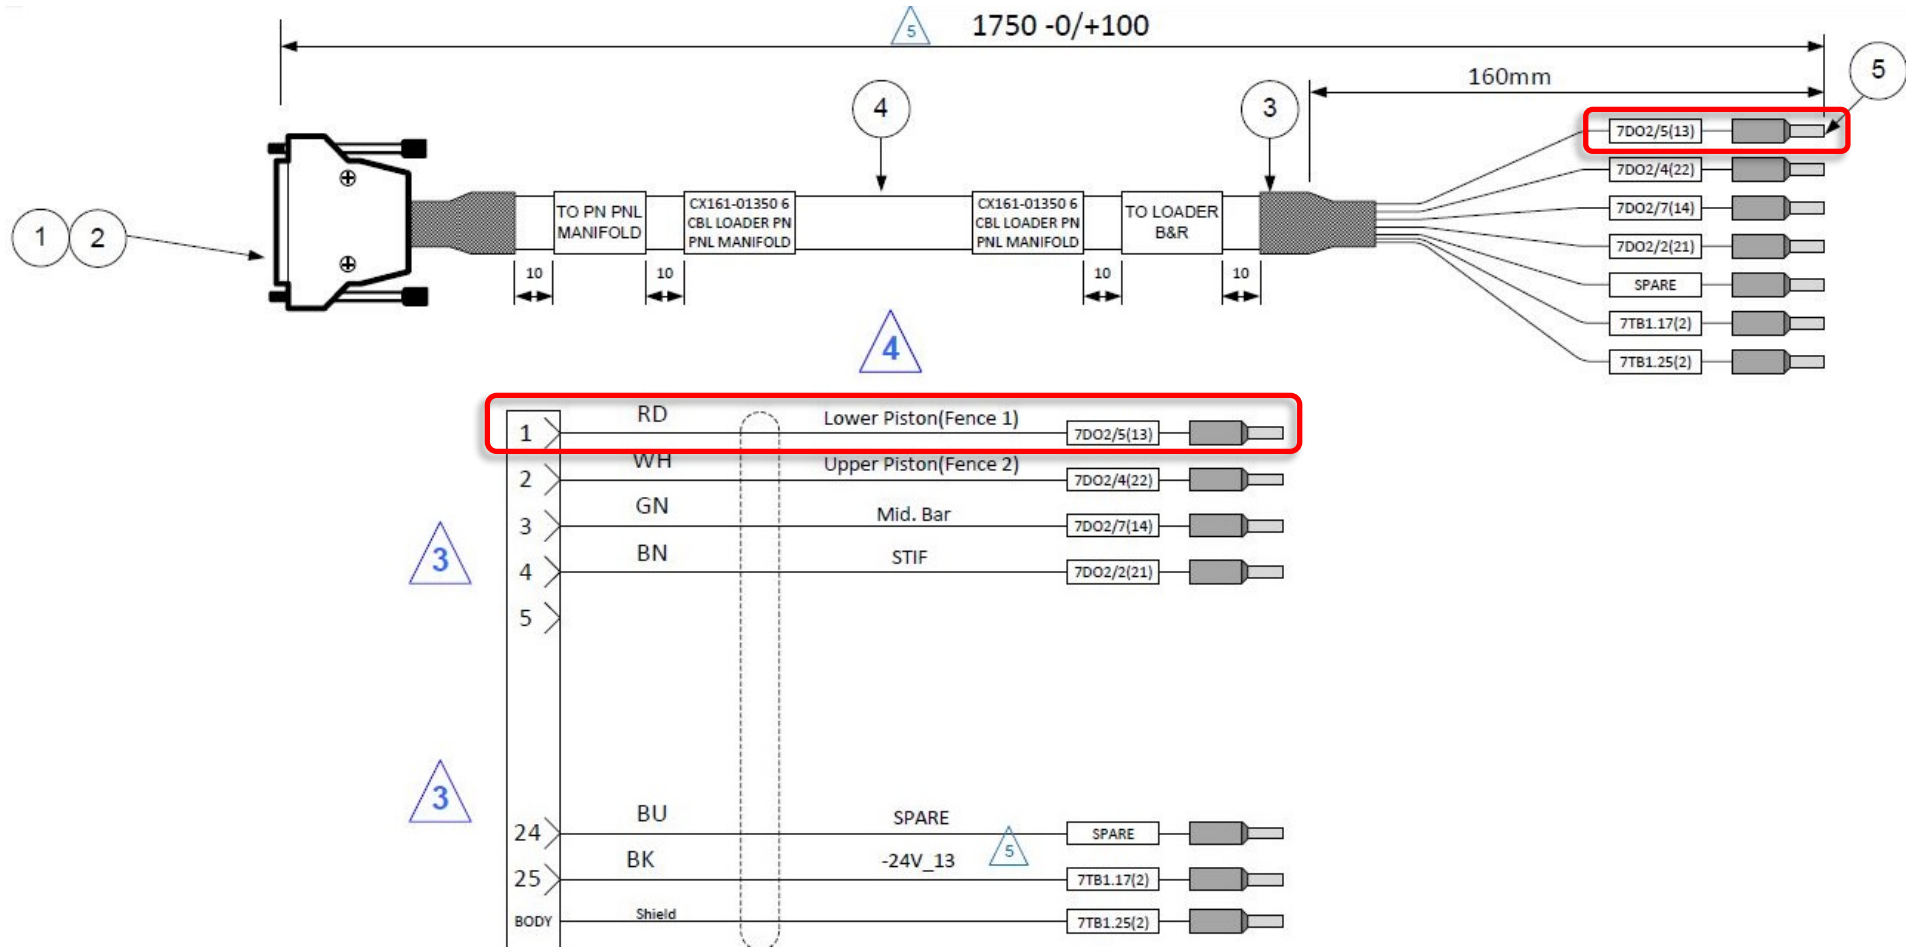 5
1750 -0/+100
160mm
5
4
3
7DO2/5(13)
7DO2/4(22)
7DO2/7(14)
7DO2/2(21)
SPARE
7TB1.17(2)
7TB1.25(2)
1
2
TO PN PNL
MANIFOLD
CX161-01350 6
CBL LOADER PN
PNL MANIFOLD
CX161-01350 6
CBL LOADER PN
PNL MANIFOLD
TO LOADER
B&R
10
10
10
10
4
1
RD
Lower Piston(Fence 1)
7DO2/5(13)
2
WH
Upper Piston(Fence 2)
7DO2/4(22)
3
GN
Mid. Bar
7DO2/7(14)
3
4
BN
STIF
7DO2/2(21)
5
3
24
BU
SPARE
SPARE
25
BK
-24V_13
5
7TB1.17(2)
BODY
Shield
7TB1.25(2)